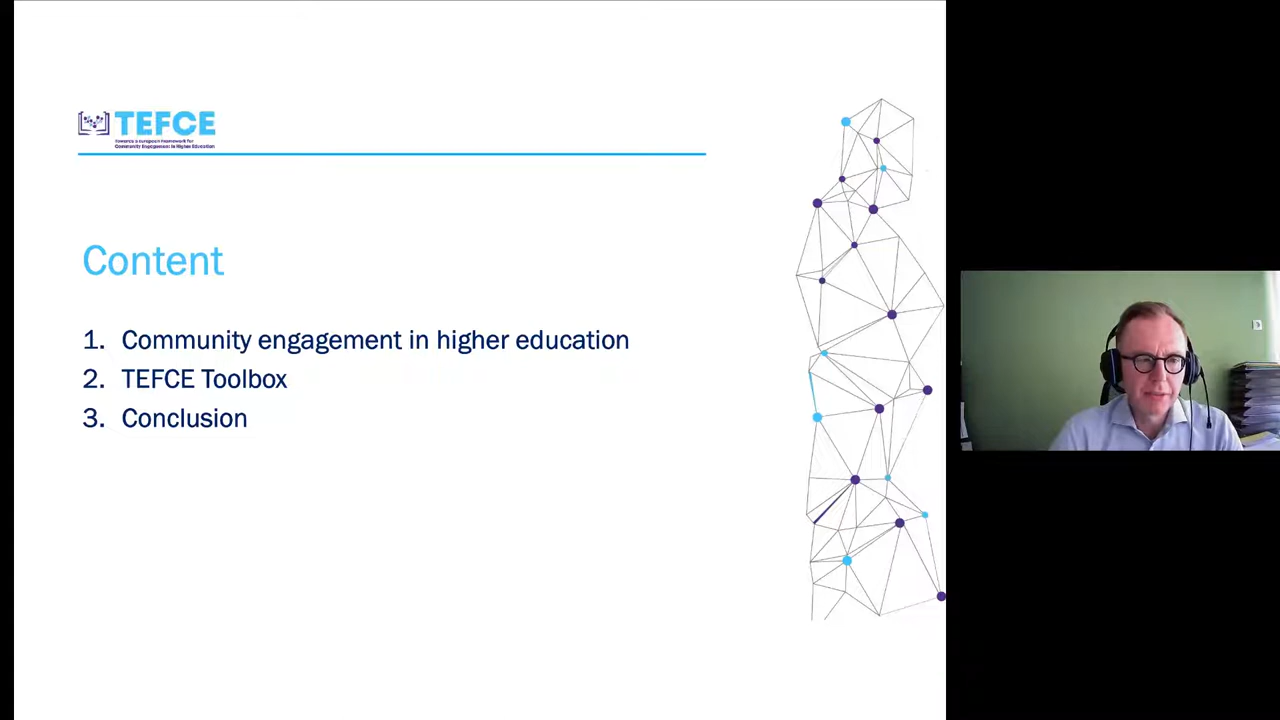 TEFCE
Towards a European Framework for
Community Engagement in Higher Education
Content
1. Community engagement in higher education
2. TEFCE Toolbox
3. Conclusion